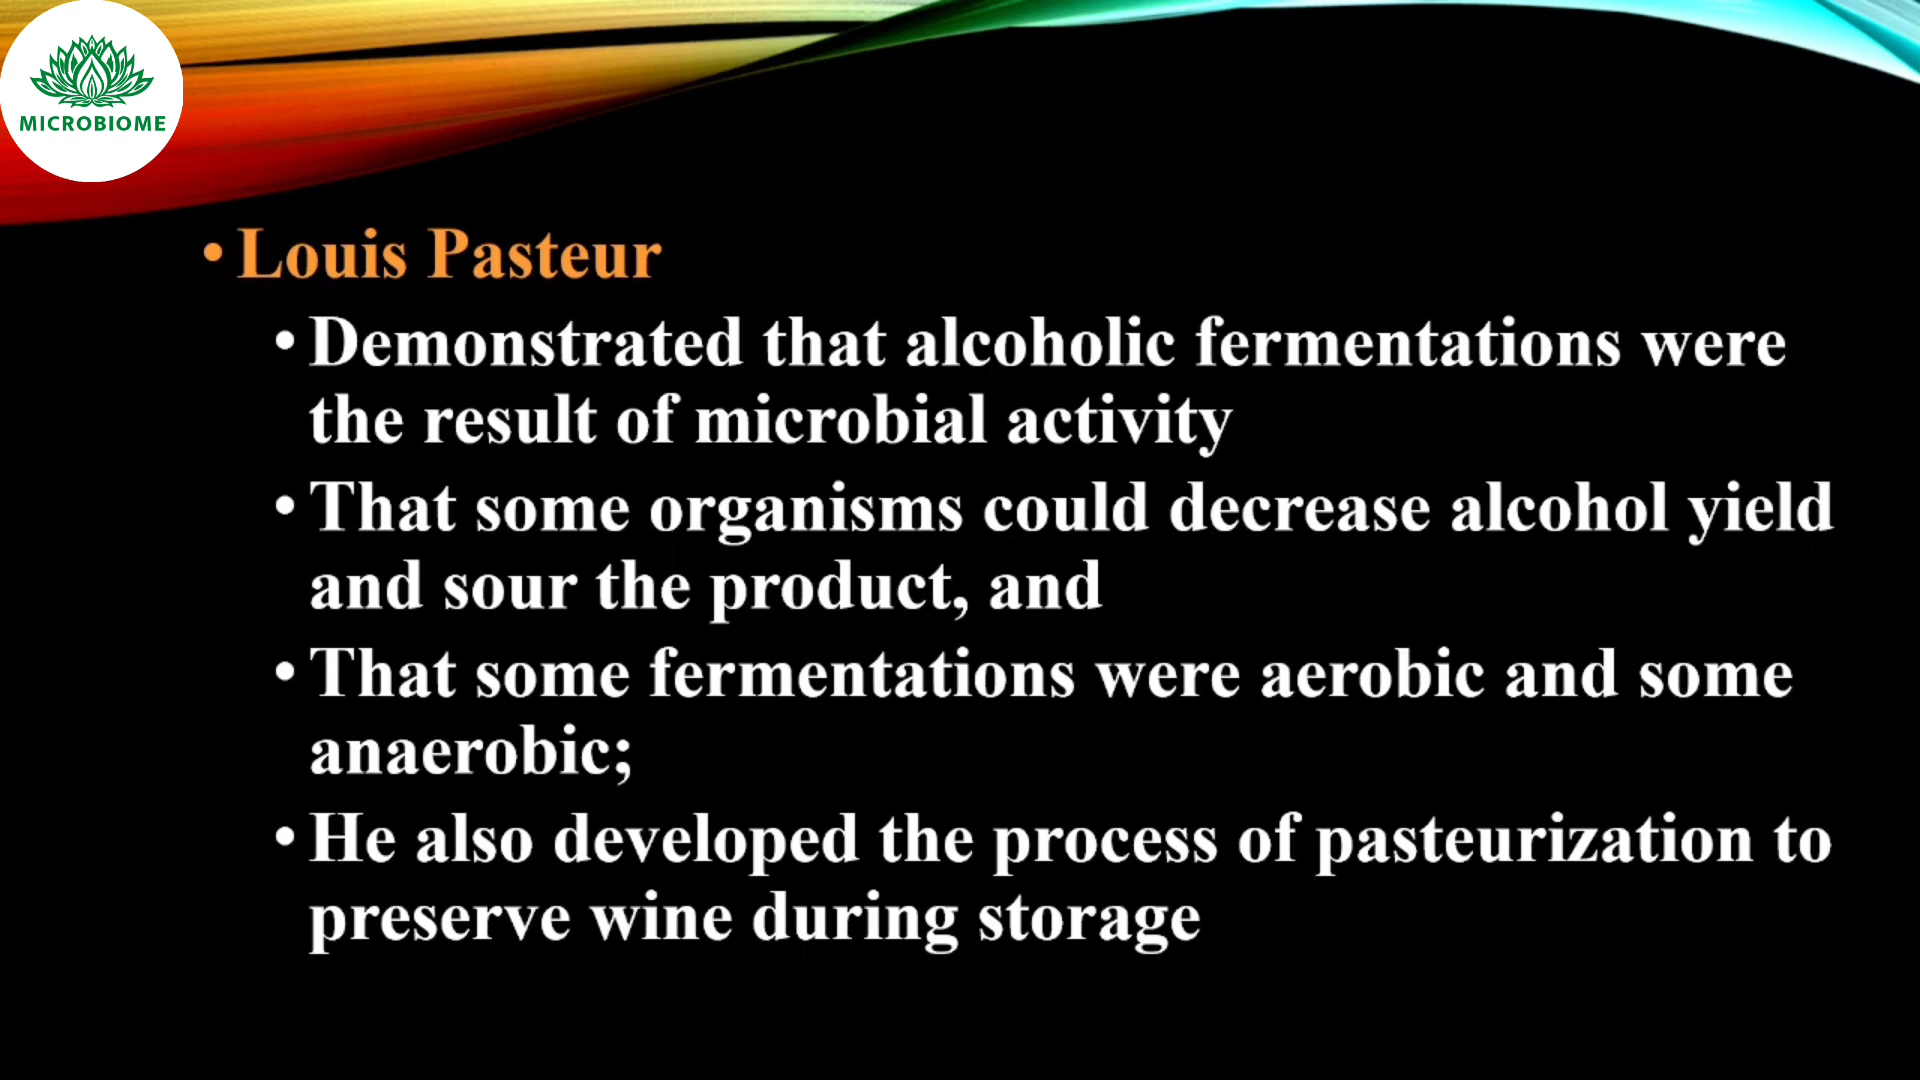 MICROBIOME
• Louis Pasteur
• Demonstrated that alcoholic fermentations were
the result of microbial activity
• That some organisms could decrease alcohol yield
and sour the product, and
• That some fermentations were aerobic and some
anaerobic;
• He also developed the process of pasteurization to
preserve wine during storage